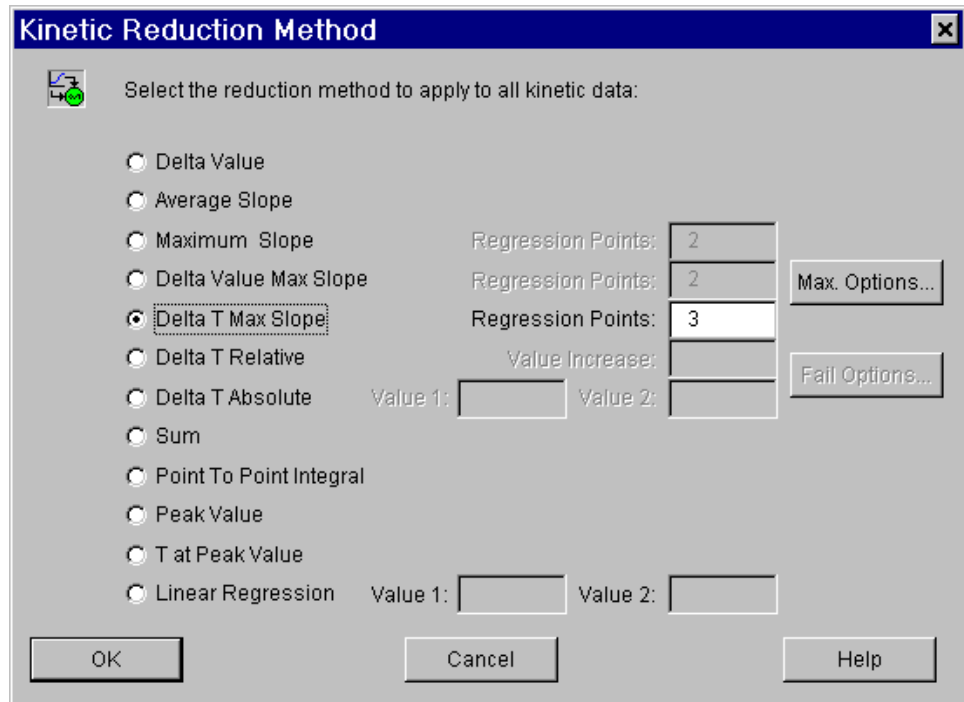 Kinetic Reduction Method
Select the reduction method to apply to all kinetic data:
Delta Value
Average Slope
Maximum Slope Regression Points: 2
Delta Value Max Slope Regression Points: 2 Max. Options...
Delta T Max Slope Regression Points: 3
Delta T Relative Value Increase: Fail Options...
Delta T Absolute Value 1: Value 2:
Sum
Point To Point Integral
Peak Value
T at Peak Value
Linear Regression Value 1: Value 2:
OK Cancel Help